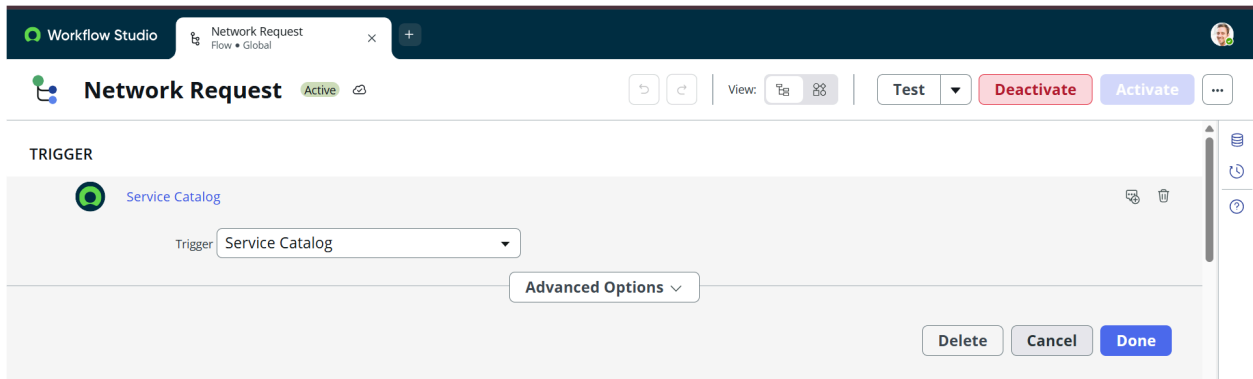 Workflow Studio
Network Request
Flow • Global
Network Request
Active
View:
Test
Deactivate
Activate
TRIGGER
Service Catalog
Trigger
Service Catalog
Advanced Options
Delete
Cancel
Done